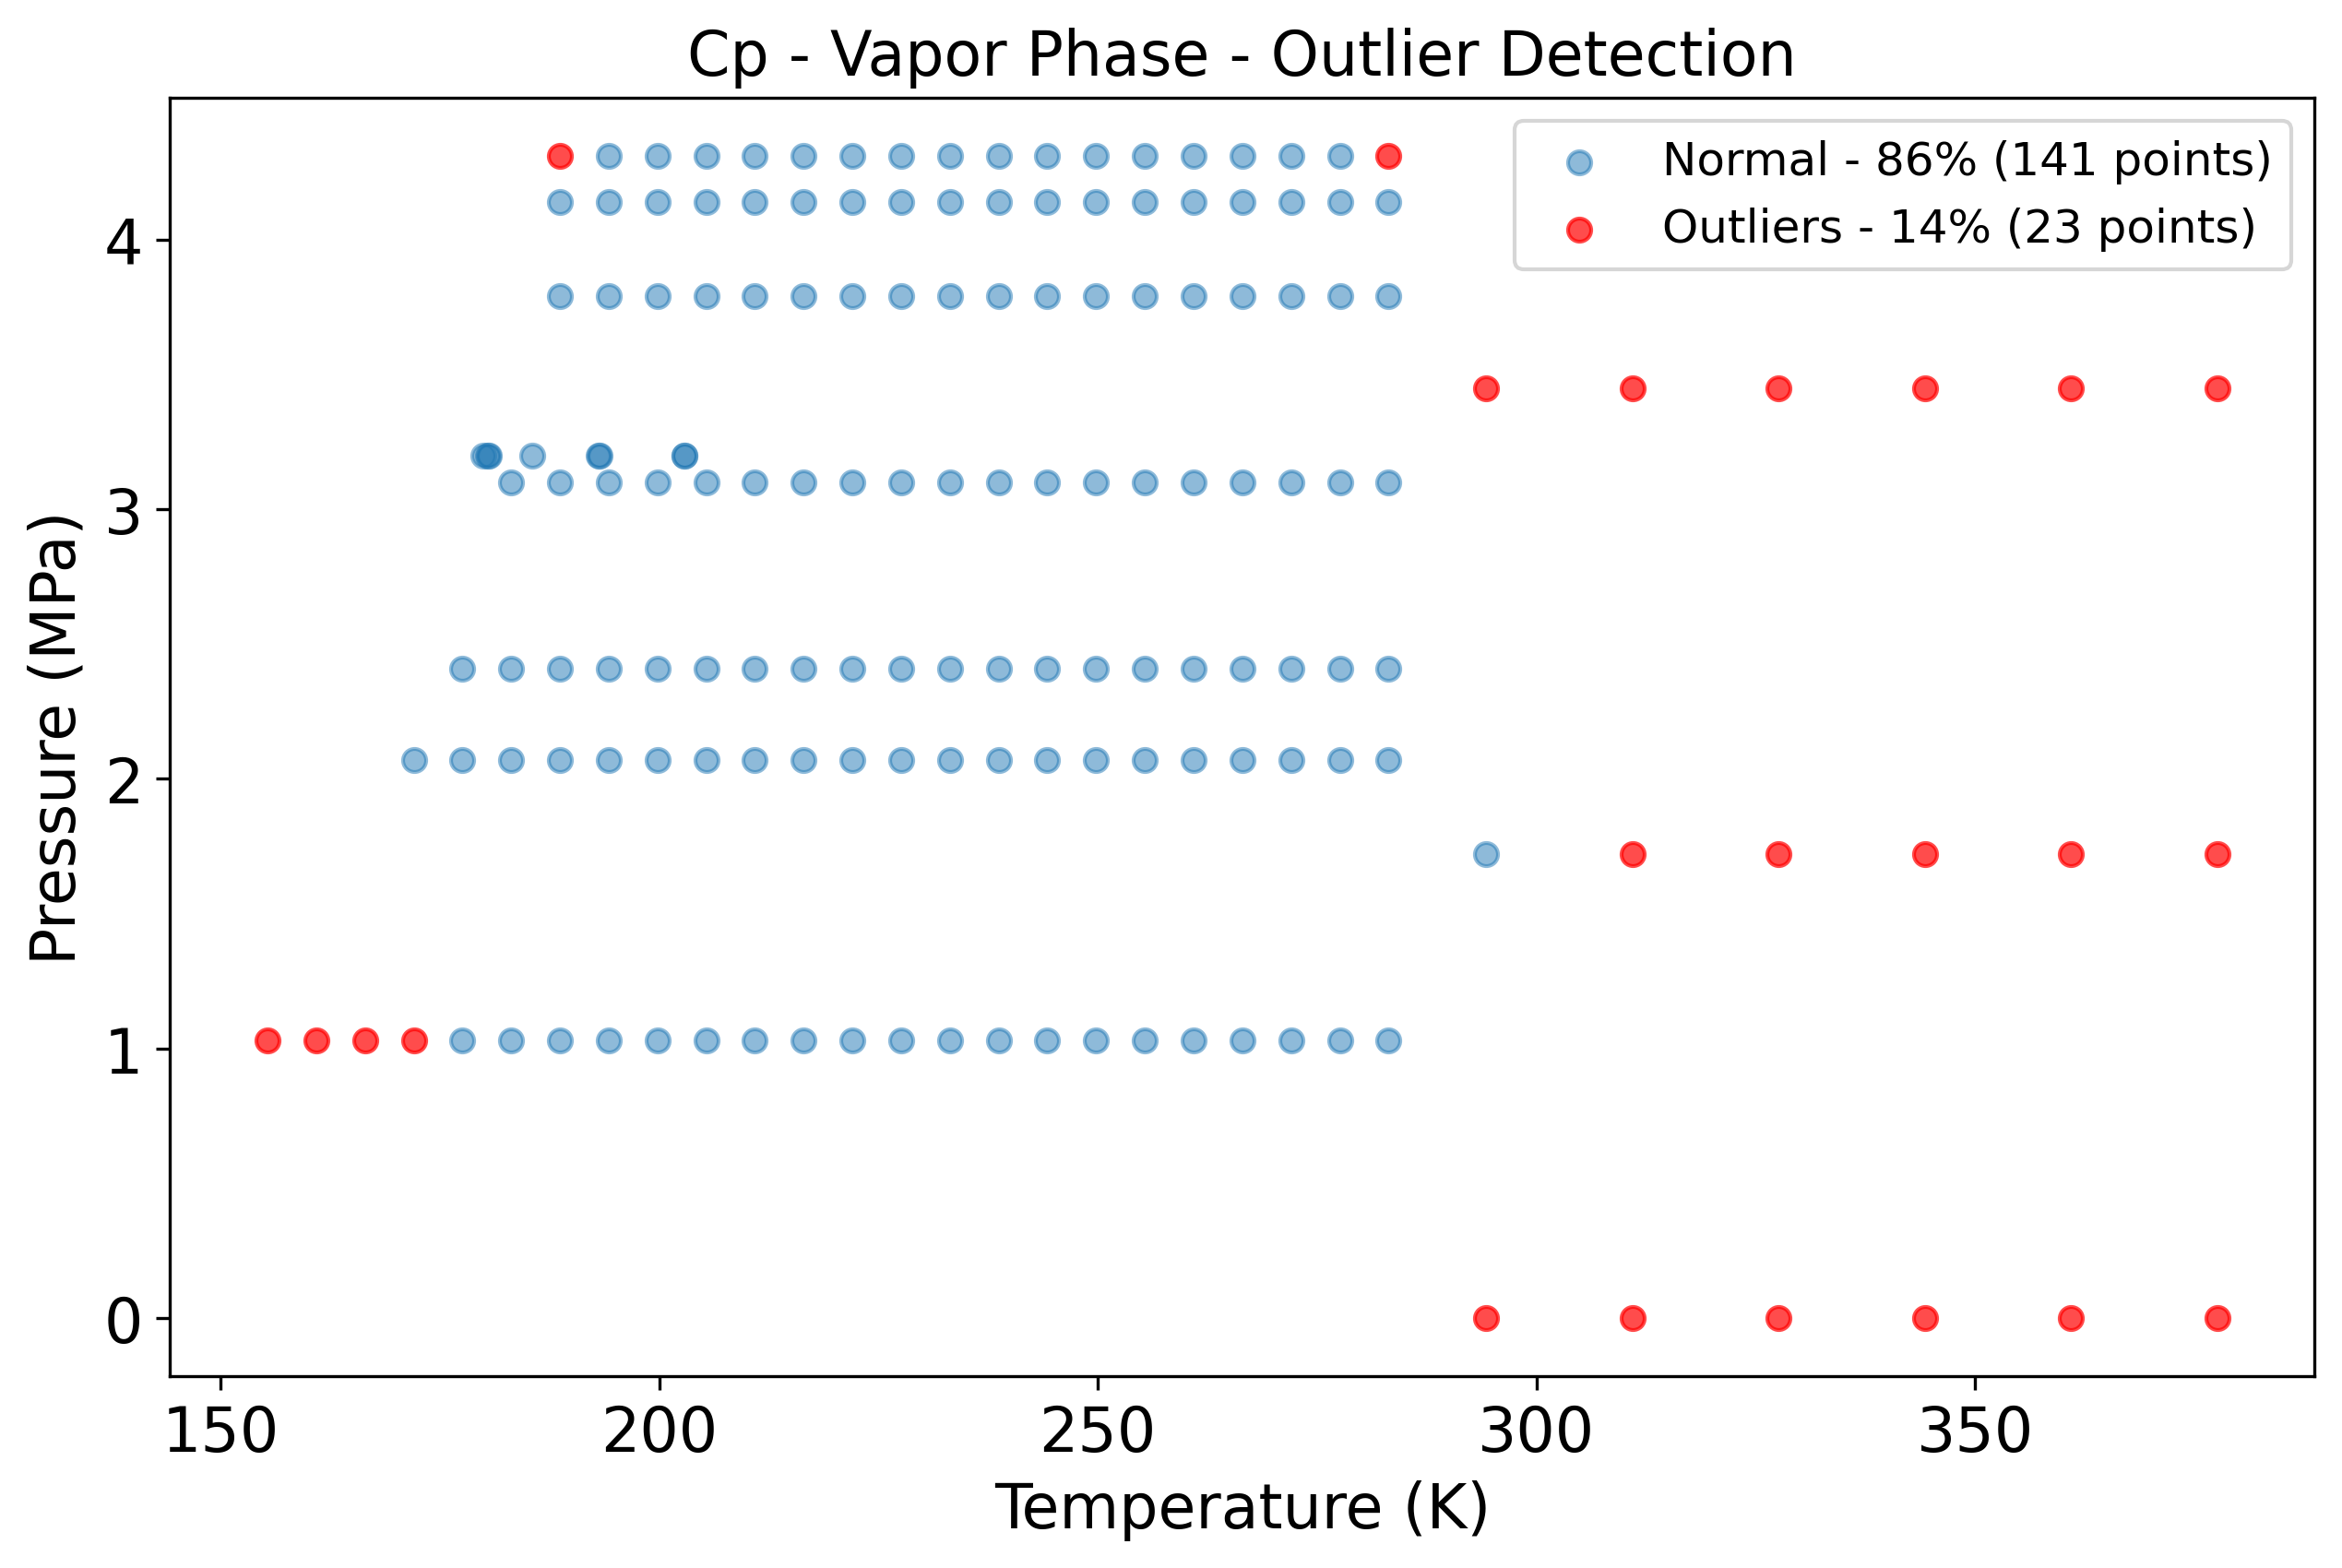 Cp - Vapor Phase - Outlier Detection
Normal - 86% (141 points)
Outliers - 14% (23 points)
Pressure (MPa)
4
3
2
1
0
150 200 250 300 350
Temperature (K)